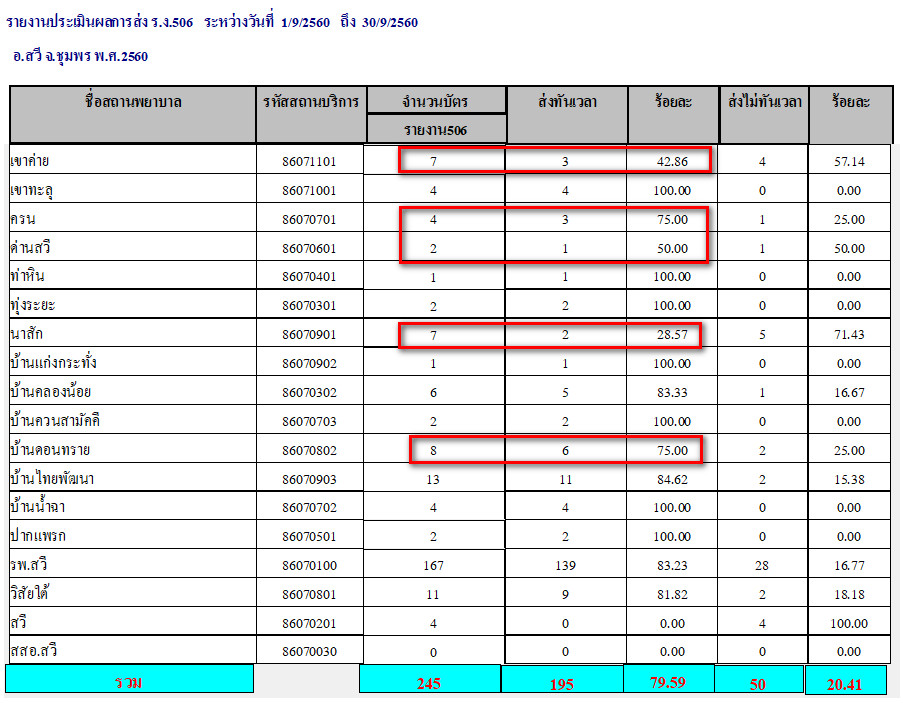 รายงานประเมินผลการส่ง ร.ง.506 ระหว่างวันที่ 1/9/2560 ถึง 30/9/2560
อ.สวี จ.ชุมพร พ.ศ.2560
ชื่อสถานพยาบาล รหัสสถานบริการ จำนวนบัตร ส่งทันเวลา ร้อยละ ส่งไม่ทันเวลา ร้อยละ
รายงาน506
เขาค่าย 86071101 7 3 42.86 4 57.14
เขาทะลุ 86071001 4 4 100.00 0 0.00
ครน 86070701 4 3 75.00 1 25.00
ด่านสวี 86070601 2 1 50.00 1 50.00
ท่าหิน 86070401 1 1 100.00 0 0.00
ทุ่งระยะ 86070301 2 2 100.00 0 0.00
นาสัก 86070901 7 2 28.57 5 71.43
บ้านแก่งกระทั่ง 86070902 1 1 100.00 0 0.00
บ้านคลองน้อย 86070302 6 5 83.33 1 16.67
บ้านควนสามัคคี 86070703 2 2 100.00 0 0.00
บ้านดอนทราย 86070802 8 6 75.00 2 25.00
บ้านไทยพัฒนา 86070903 13 11 84.62 2 15.38
บ้านน้ำฉา 86070702 4 4 100.00 0 0.00
ปากแพรก 86070501 2 2 100.00 0 0.00
รพ.สวี 86070100 167 139 83.23 28 16.77
วิสัยใต้ 86070801 11 9 81.82 2 18.18
สวี 86070201 4 0 0.00 4 100.00
สสอ.สวี 86070030 0 0 0.00 0 0.00
รวม 245 195 79.59 50 20.41